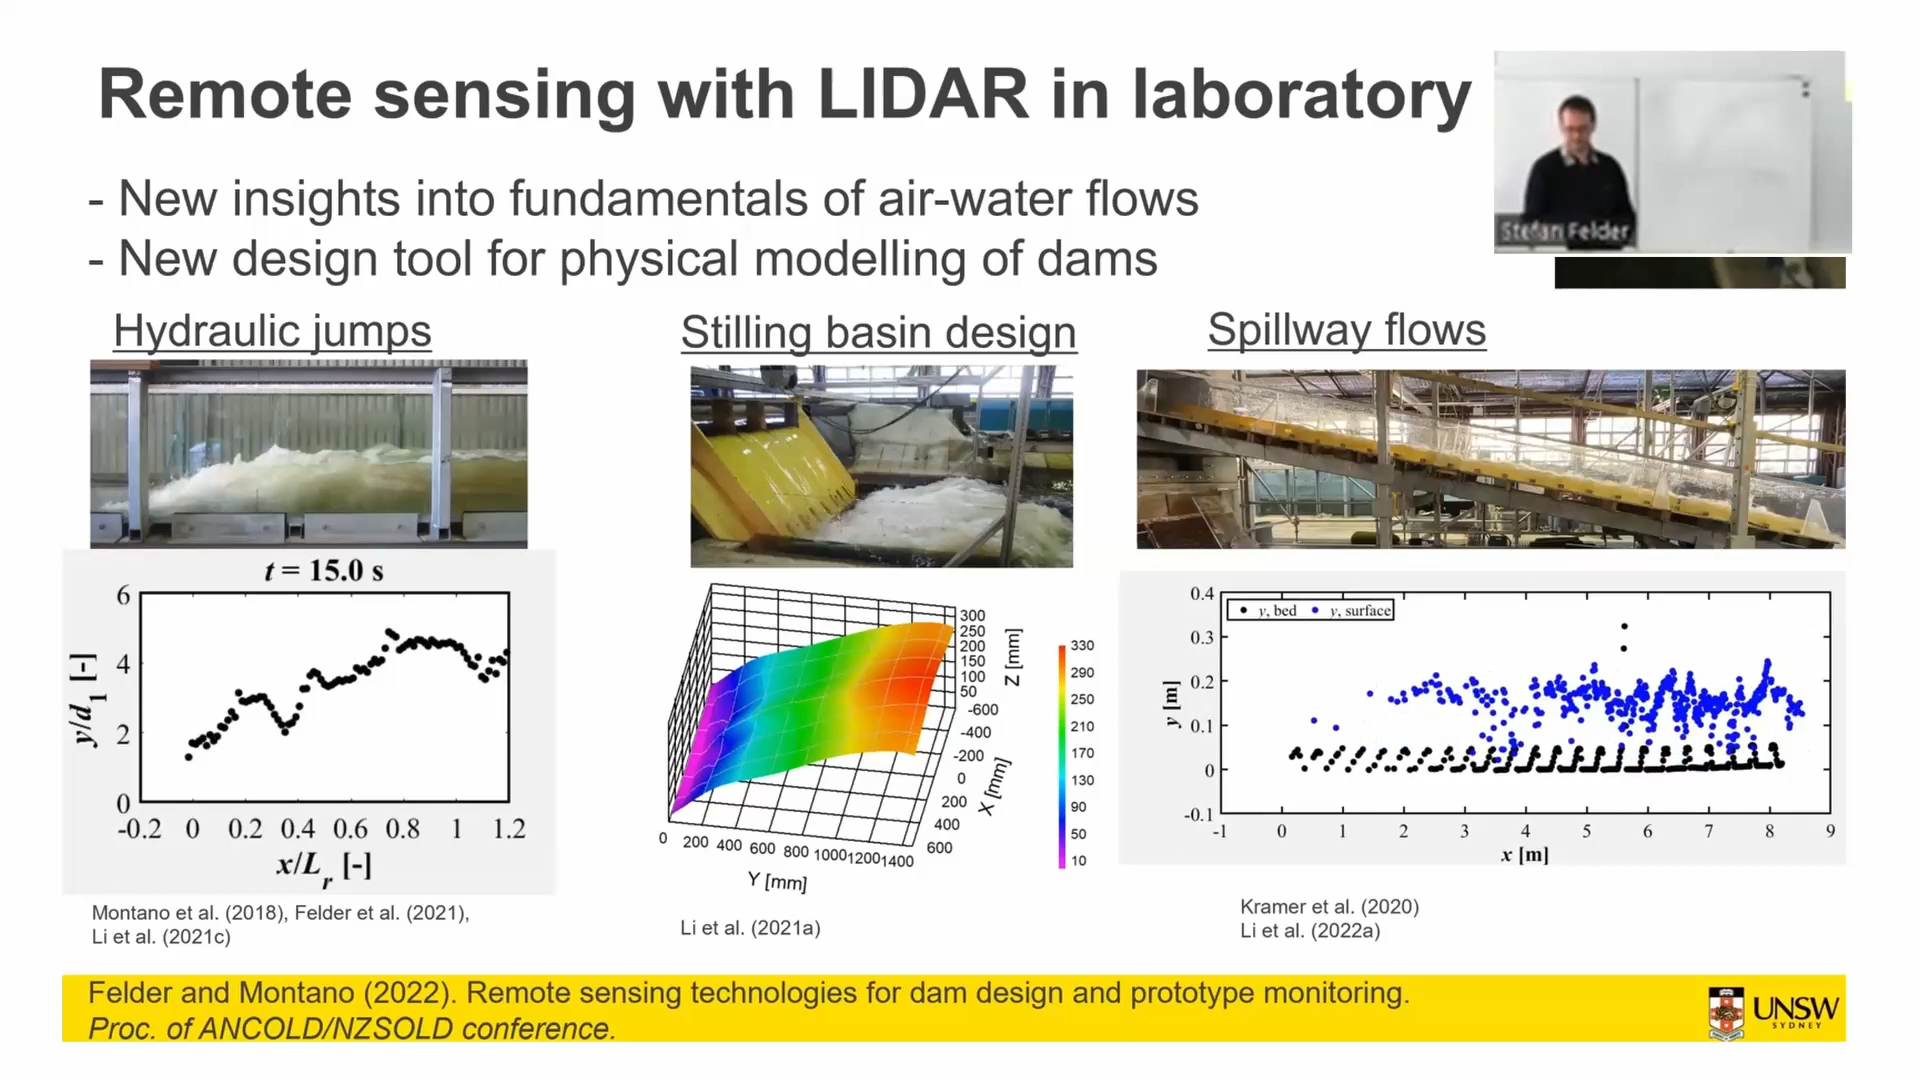 Remote sensing with LIDAR in laboratory
Stefan Felder
- New insights into fundamentals of air-water flows
- New design tool for physical modelling of dams
Hydraulic jumps
Stilling basin design
Spillway flows
t = 15.0 s
6
4
2
0
y/d1 [-]
-0.2 0 0.2 0.4 0.6 0.8 1 1.2
x/Lr [-]
Montano et al. (2018), Felder et al. (2021),
Li et al. (2021c)
300
250
200
150
100
50
Z [mm]
-600
-400
-200
0
200
400
600
X [mm]
0 200 400 600 800 1000 1200 1400
Y [mm]
330
290
250
210
170
130
90
50
10
Li et al. (2021a)
y, bed y, surface
0.4
0.3
0.2
0.1
0
-0.1
y [m]
-1 0 1 2 3 4 5 6 7 8 9
x [m]
Kramer et al. (2020)
Li et al. (2022a)
Felder and Montano (2022). Remote sensing technologies for dam design and prototype monitoring.
Proc. of ANCOLD/NZSOLD conference.
UNSW
SYDNEY